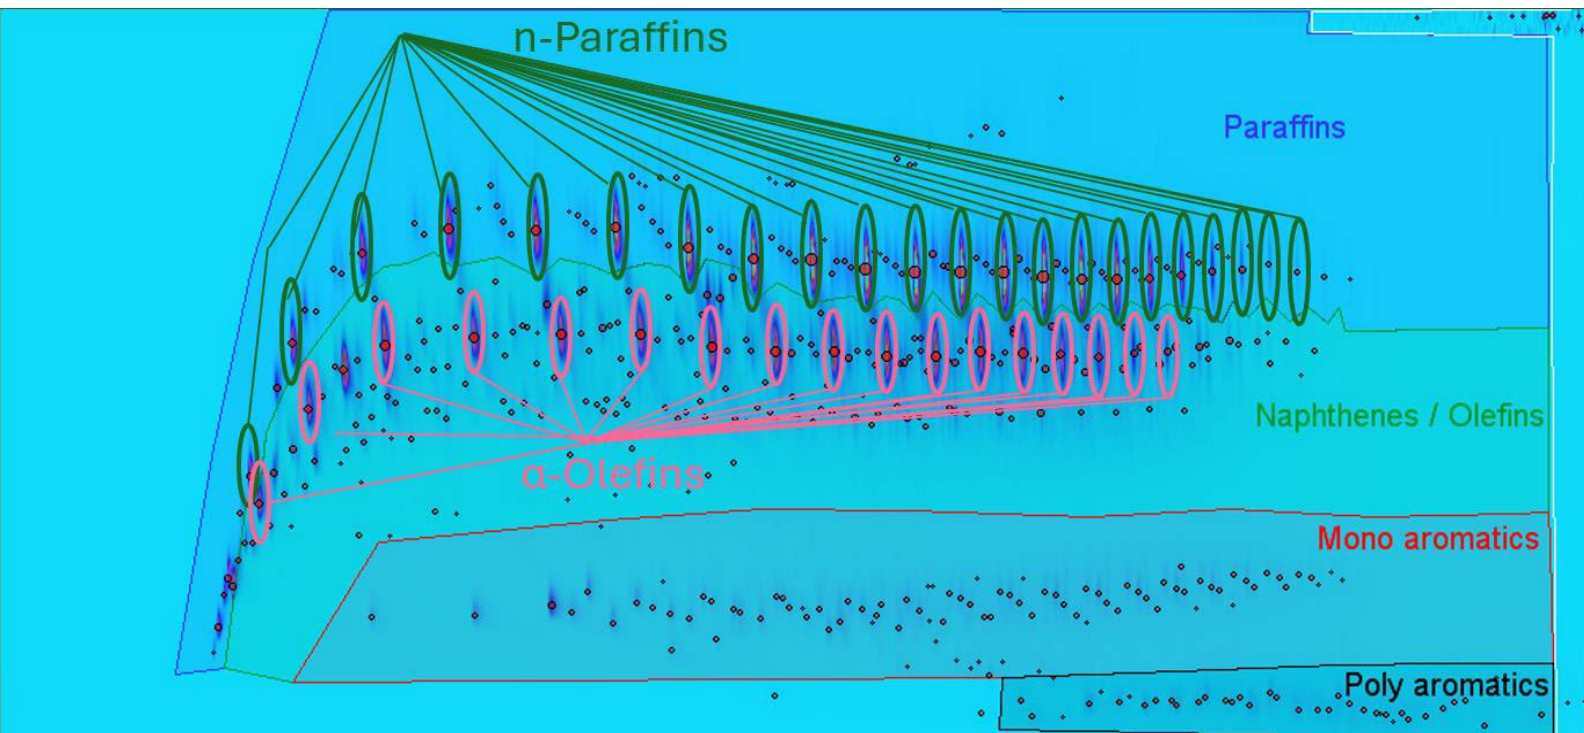 n-Paraffins
Paraffins
Naphthenes / Olefins
α-Olefins
Mono aromatics
Poly aromatics